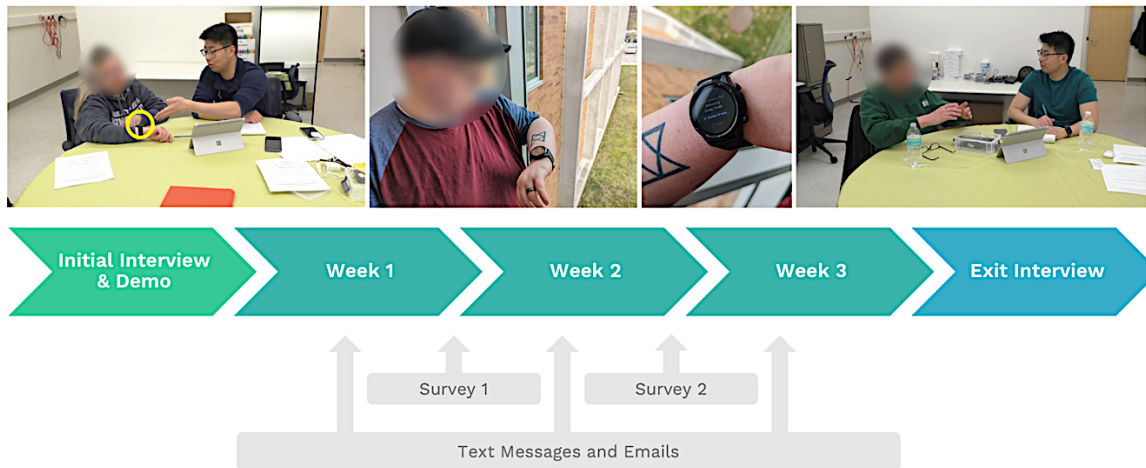 Initial Interview
& Demo
Week 1
Week 2
Week 3
Exit Interview
Survey 1
Survey 2
Text Messages and Emails